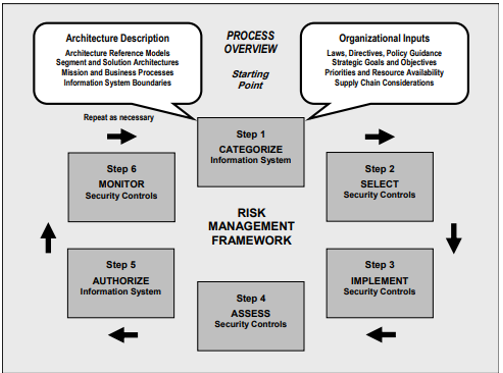 Architecture Description
Architecture Reference Models
Segment and Solution Architectures
Mission and Business Processes
Information System Boundaries
PROCESS
OVERVIEW
Starting
Point
Organizational Inputs
Laws, Directives, Policy Guidance
Strategic Goals and Objectives
Priorities and Resource Availability
Supply Chain Considerations
Repeat as necessary
Step 1
CATEGORIZE
Information System
Step 2
SELECT
Security Controls
Step 3
IMPLEMENT
Security Controls
Step 4
ASSESS
Security Controls
Step 5
AUTHORIZE
Information System
Step 6
MONITOR
Security Controls
RISK
MANAGEMENT
FRAMEWORK